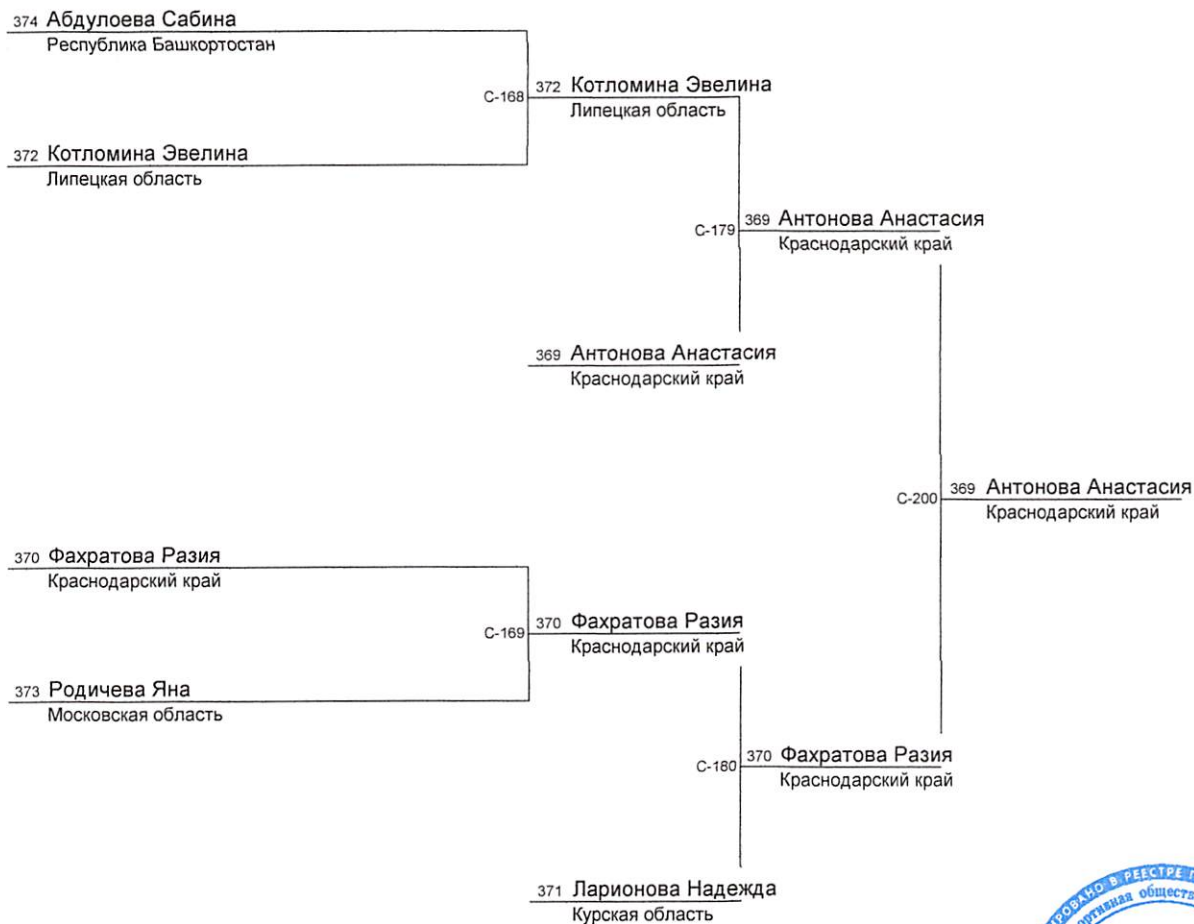 374 Абдулоева Сабина
Республика Башкортостан
С-168
372 Котломина Эвелина
Липецкая область
372 Котломина Эвелина
Липецкая область
С-179
369 Антонова Анастасия
Краснодарский край
369 Антонова Анастасия
Краснодарский край
С-200
369 Антонова Анастасия
Краснодарский край
370 Фахратова Разия
Краснодарский край
С-169
370 Фахратова Разия
Краснодарский край
373 Родичева Яна
Московская область
С-180
370 Фахратова Разия
Краснодарский край
371 Ларионова Надежда
Курская область
В РЕЕСТРЕ